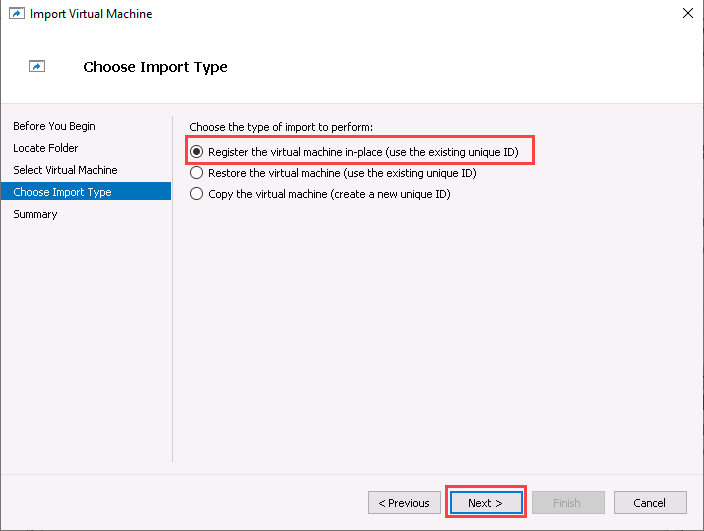 Import Virtual Machine
Choose Import Type
Before You Begin
Locate Folder
Select Virtual Machine
Choose Import Type
Summary
Choose the type of import to perform:
Register the virtual machine in-place (use the existing unique ID)
Restore the virtual machine (use the existing unique ID)
Copy the virtual machine (create a new unique ID)
< Previous
Next >
Finish
Cancel